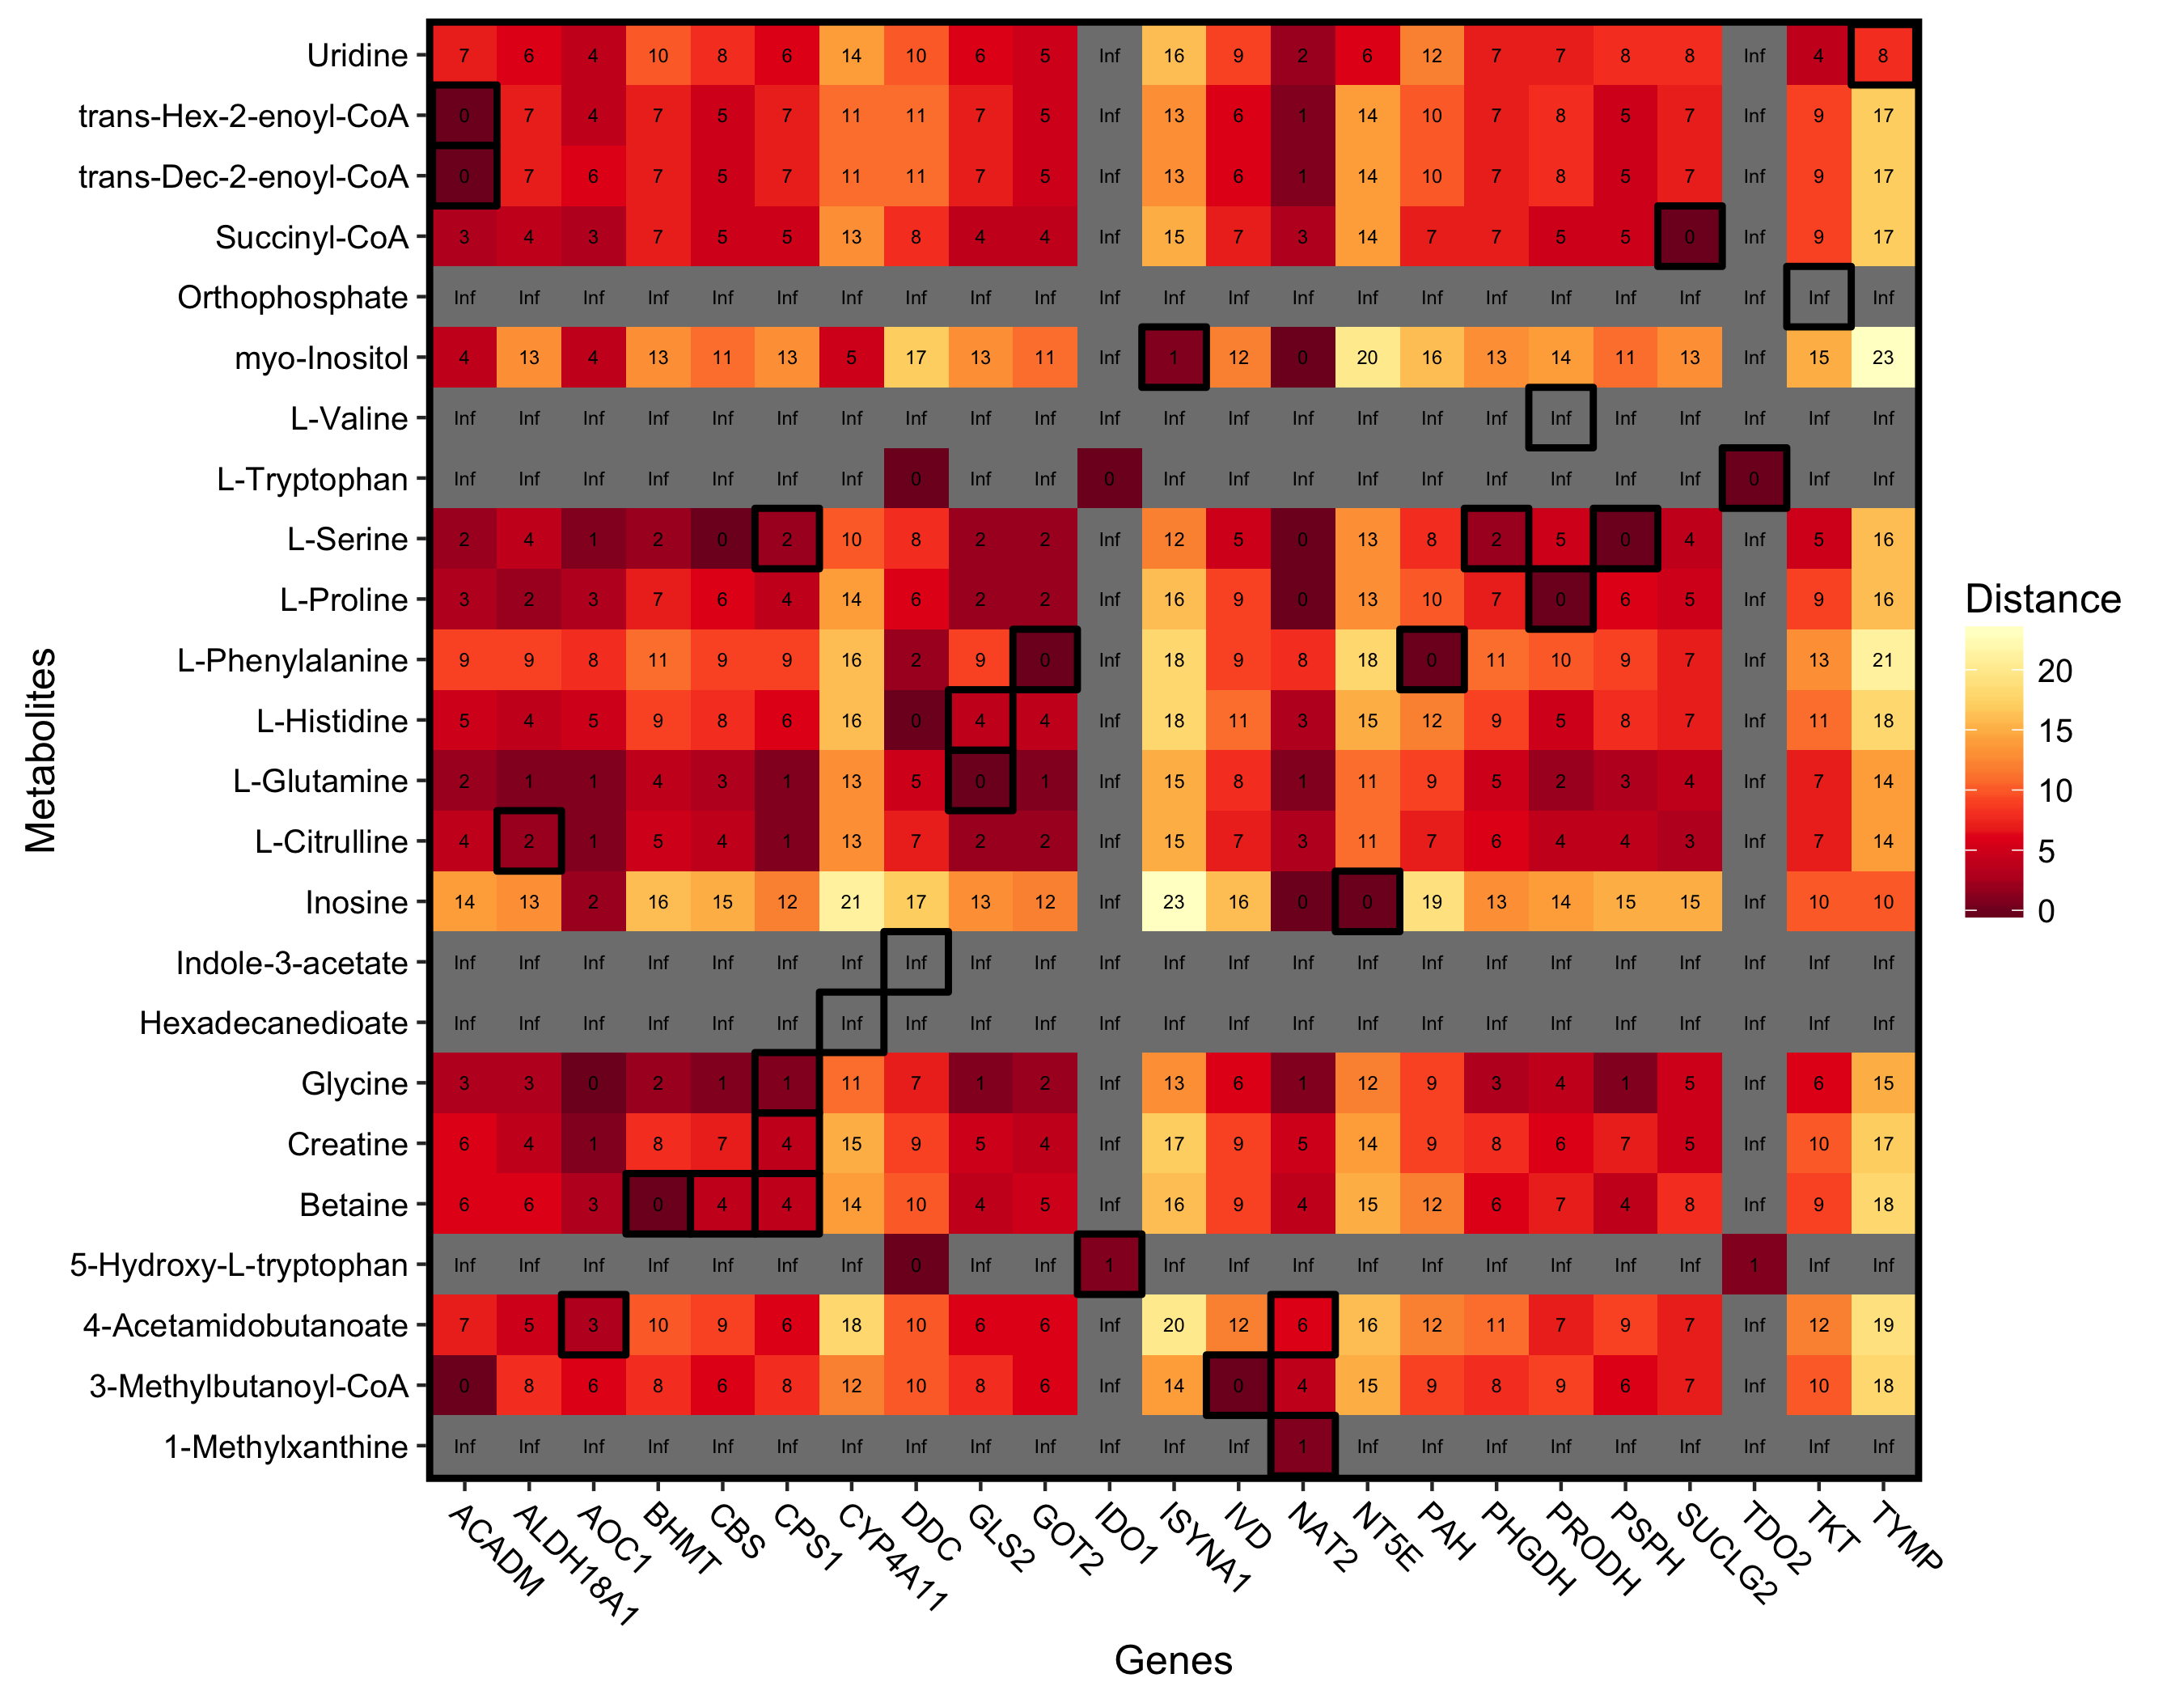 Uridine 7 6 4 10 8 6 14 10 6 5 Inf 16 9 2 6 12 7 7 8 8 Inf 4 8
trans-Hex-2-enoyl-CoA 0 7 4 7 5 7 11 11 7 5 Inf 13 6 1 14 10 7 8 5 7 Inf 9 17
trans-Dec-2-enoyl-CoA 0 7 6 7 5 7 11 11 7 5 Inf 13 6 1 14 10 7 8 5 7 Inf 9 17
Succinyl-CoA 3 4 3 7 5 5 13 8 4 4 Inf 15 7 3 14 7 7 5 5 0 Inf 9 17
Orthophosphate Inf Inf Inf Inf Inf Inf Inf Inf Inf Inf Inf Inf Inf Inf Inf Inf Inf Inf Inf Inf Inf Inf Inf
myo-Inositol 4 13 4 13 11 13 5 17 13 11 Inf 1 12 0 20 16 13 14 11 13 Inf 15 23
L-Valine Inf Inf Inf Inf Inf Inf Inf Inf Inf Inf Inf Inf Inf Inf Inf Inf Inf Inf Inf Inf Inf Inf Inf
L-Tryptophan Inf Inf Inf Inf Inf Inf Inf 0 Inf Inf 0 Inf Inf Inf Inf Inf Inf Inf Inf Inf 0 Inf Inf
L-Serine 2 4 1 2 0 2 10 8 2 2 Inf 12 5 0 13 8 2 5 0 4 Inf 5 16
L-Proline 3 2 3 7 6 4 14 6 2 2 Inf 16 9 0 13 10 7 0 6 5 Inf 9 16
L-Phenylalanine 9 9 8 11 9 9 16 2 9 0 Inf 18 9 8 18 0 11 10 9 7 Inf 13 21
L-Histidine 5 4 5 9 8 6 16 0 4 4 Inf 18 11 3 15 12 9 5 8 7 Inf 11 18
L-Glutamine 2 1 1 4 3 1 13 5 0 1 Inf 15 8 1 11 9 5 2 3 4 Inf 7 14
L-Citrulline 4 2 1 5 4 1 13 7 2 2 Inf 15 7 3 11 7 6 4 4 3 Inf 7 14
Inosine 14 13 2 16 15 12 21 17 13 12 Inf 23 16 0 0 19 13 14 15 15 Inf 10 10
Indole-3-acetate Inf Inf Inf Inf Inf Inf Inf Inf Inf Inf Inf Inf Inf Inf Inf Inf Inf Inf Inf Inf Inf Inf Inf
Hexadecanedioate Inf Inf Inf Inf Inf Inf Inf Inf Inf Inf Inf Inf Inf Inf Inf Inf Inf Inf Inf Inf Inf Inf Inf
Glycine 3 3 0 2 1 1 11 7 1 2 Inf 13 6 1 12 9 3 4 1 5 Inf 6 15
Creatine 6 4 1 8 7 4 15 9 5 4 Inf 17 9 5 14 9 8 6 7 5 Inf 10 17
Betaine 6 6 3 0 4 4 14 10 4 5 Inf 16 9 4 15 12 6 7 4 8 Inf 9 18
5-Hydroxy-L-tryptophan Inf Inf Inf Inf Inf Inf Inf 0 Inf Inf 1 Inf Inf Inf Inf Inf Inf Inf Inf Inf 1 Inf Inf
4-Acetamidobutanoate 7 5 3 10 9 6 18 10 6 6 Inf 20 12 6 16 12 11 7 9 7 Inf 12 19
3-Methylbutanoyl-CoA 0 8 6 8 6 8 12 10 8 6 Inf 14 0 4 15 9 8 9 6 7 Inf 10 18
1-Methylxanthine Inf Inf Inf Inf Inf Inf Inf Inf Inf Inf Inf Inf Inf 1 Inf Inf Inf Inf Inf Inf Inf Inf Inf
ACADM ALDH18A1 AOC1 BHMT CBS CPS1 CYP4A11 DDC GLS2 GOT2 IDO1 ISYNA1 IVD NAT2 NT5E PAH PHGDH PRODH PSPH SUCLG2 TDO2 TKT TYMP
Genes
Metabolites
Distance
20
15
10
5
0